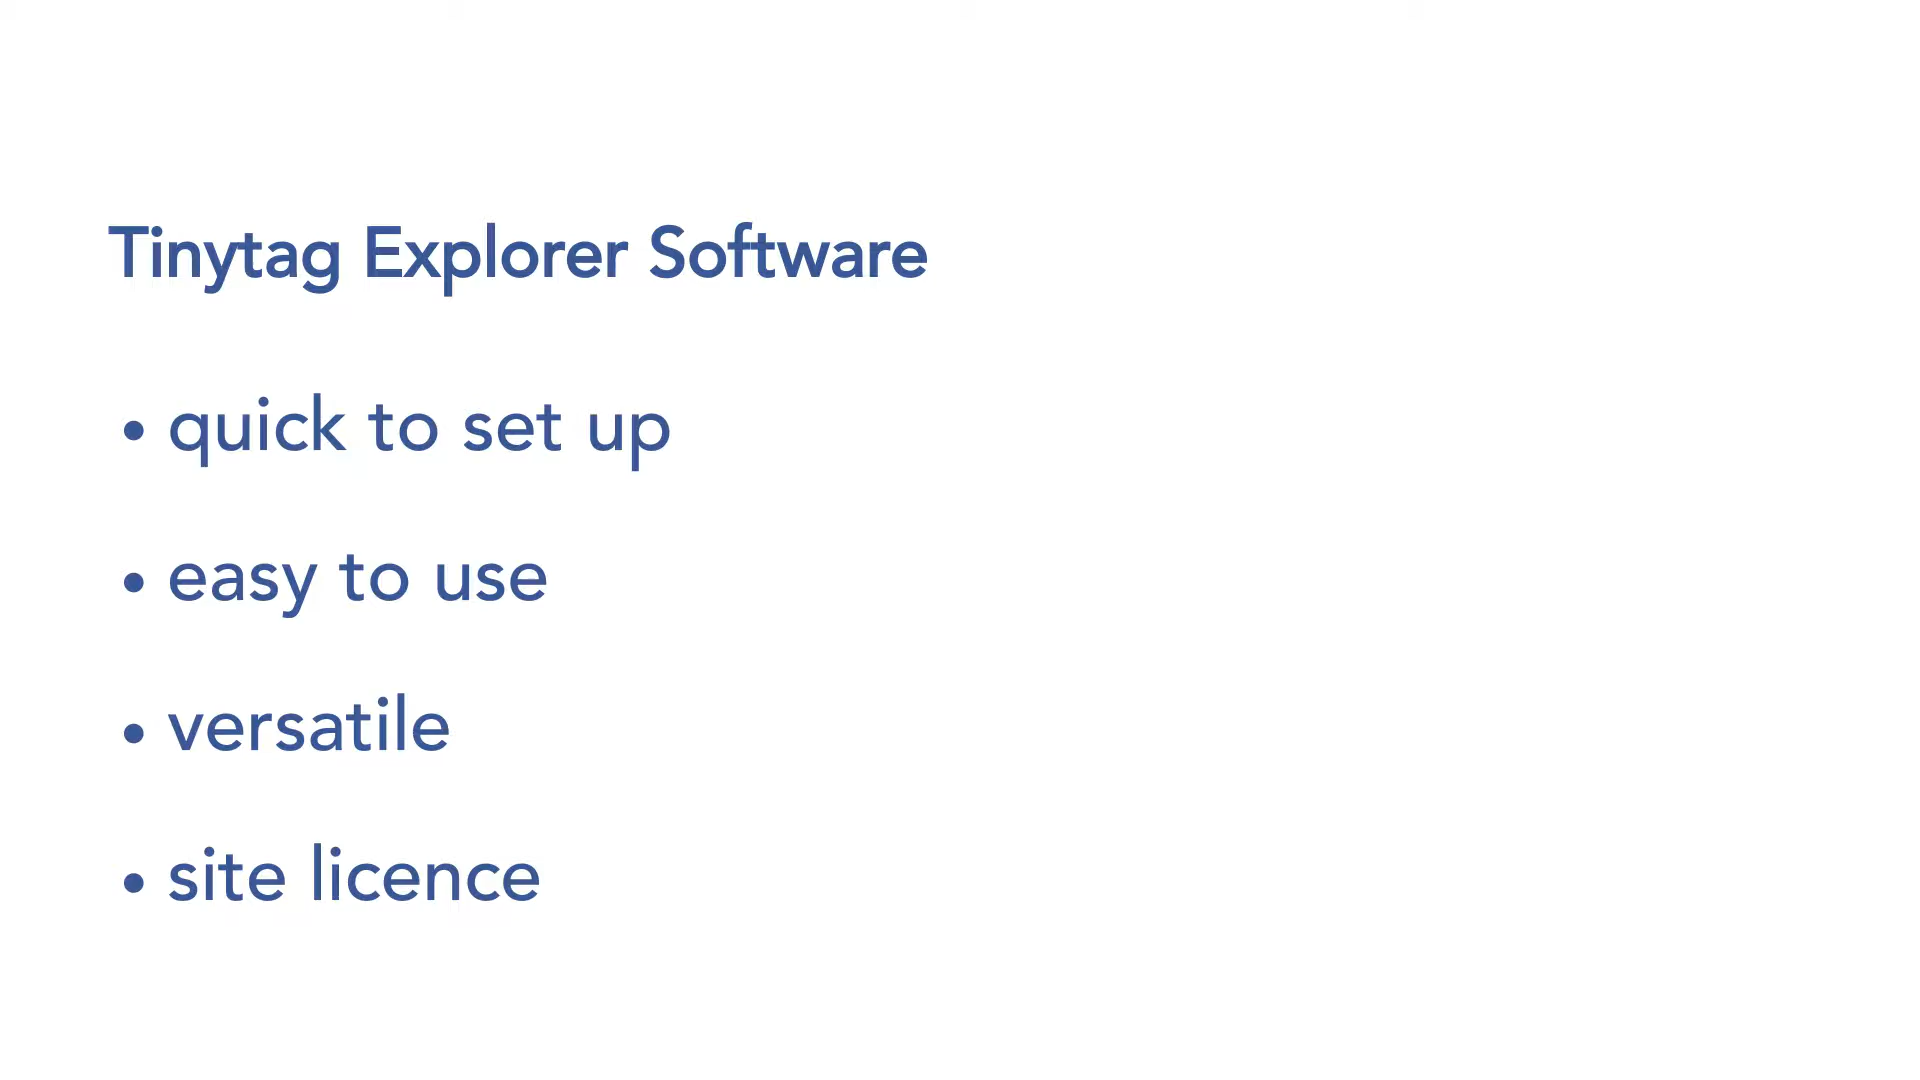 Tinytag Explorer Software
• quick to set up
• easy to use
• versatile
• site licence